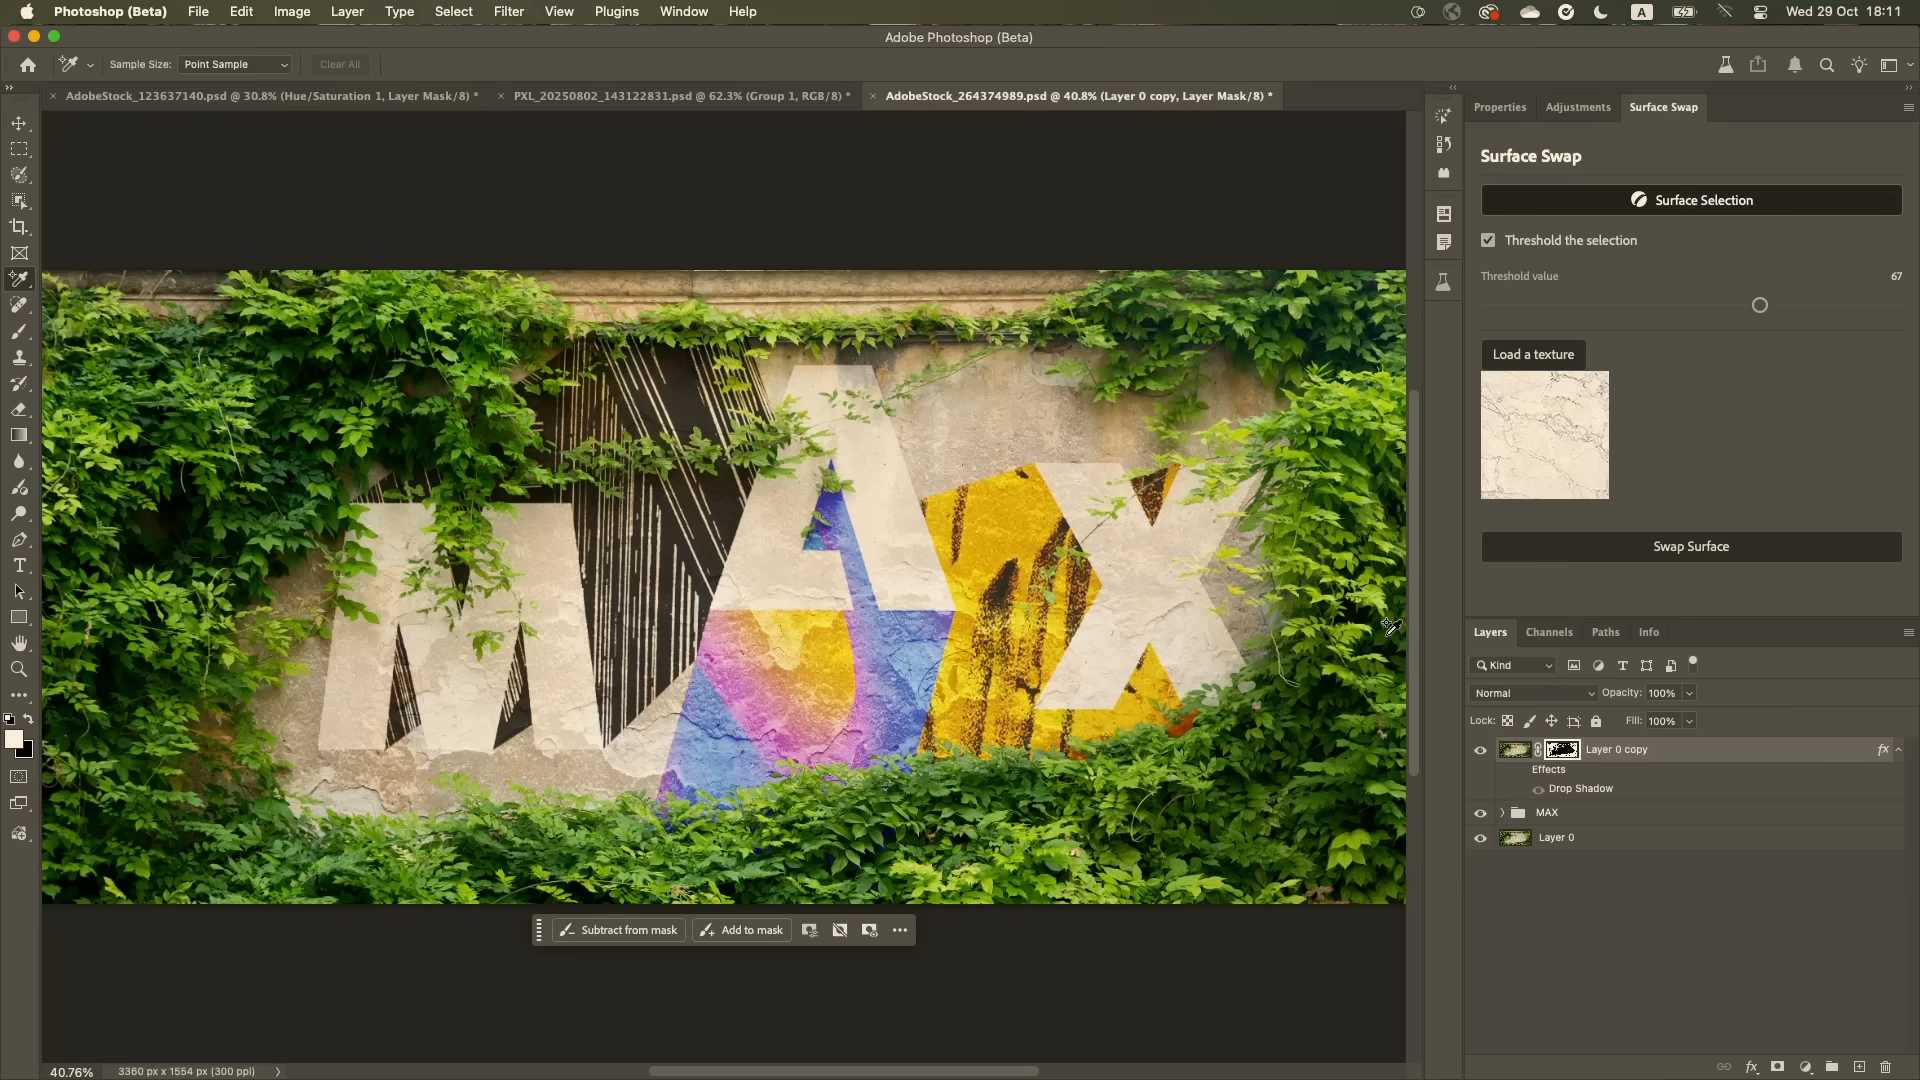 Photoshop (Beta) File Edit Image Layer Type Select Filter View Plugins Window Help
A Wed 29 Oct 18:11
Adobe Photoshop (Beta)
Sample Size: Point Sample Clear All
AdobeStock_123637140.psd @ 30.8% (Hue/Saturation 1, Layer Mask/8) *
PXL_20250802_143122831.psd @ 62.3% (Group 1, RGB/8) *
AdobeStock_264374989.psd @ 40.8% (Layer 0 copy, Layer Mask/8) *
Properties Adjustments Surface Swap
Surface Swap
Surface Selection
Threshold the selection
Threshold value 67
Load a texture
Swap Surface
MAX
Subtract from mask Add to mask
Layers Channels Paths Info
Kind
Normal Opacity: 100%
Lock: Fill: 100%
Layer 0 copy fx
Effects
Drop Shadow
MAX
Layer 0
40.76% 3360 px x 1554 px (300 ppi)
fx